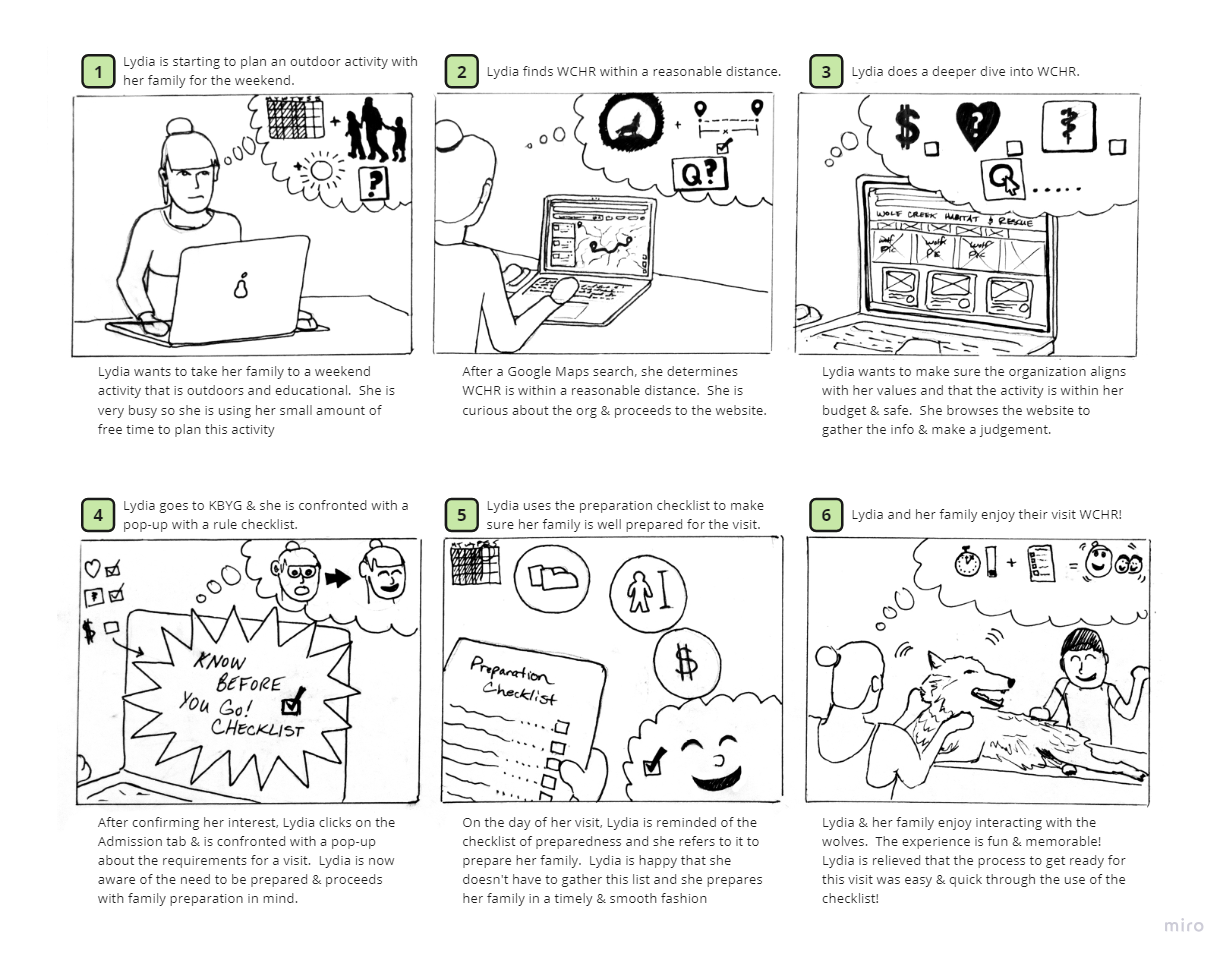 1
Lydia is starting to plan an outdoor activity with
her family for the weekend.
?
Lydia wants to take her family to a weekend
activity that is outdoors and educational.  She is
very busy so she is using her small amount of
free time to plan this activity
2
Lydia finds WCHR within a reasonable distance.
x
Q?
After a Google Maps search, she determines
WCHR is within a reasonable distance.  She is
curious about the org & proceeds to the website.
3
Lydia does a deeper dive into WCHR.
$ ?
Q
WOLF CREEK HABITAT & RESCUE
Wolf Pic
Wolf Pic
Wolf Pic
Lydia wants to make sure the organization aligns
with her values and that the activity is within her
budget & safe.  She browses the website to
gather the info & make a judgement.
4
Lydia goes to KBYG & she is confronted with a
pop-up with a rule checklist.
$
KNOW
BEFORE
YOU GO!
CHECKLIST
After confirming her interest, Lydia clicks on the
Admission tab & is confronted with a pop-up
about the requirements for a visit.  Lydia is now
aware of the need to be prepared & proceeds
with family preparation in mind.
5
Lydia uses the preparation checklist to make
sure her family is well prepared for the visit.
$
Preparation
Checklist
On the day of her visit, Lydia is reminded of the
checklist of preparedness and she refers to it to
prepare her family.  Lydia is happy that she
doesn't have to gather this list and she prepares
her family in a timely & smooth fashion
6
Lydia and her family enjoy their visit WCHR!
! + =
Lydia & her family enjoy interacting with the
wolves.  The experience is fun & memorable!
Lydia is relieved that the process to get ready for
this visit was easy & quick through the use of the
checklist!
miro